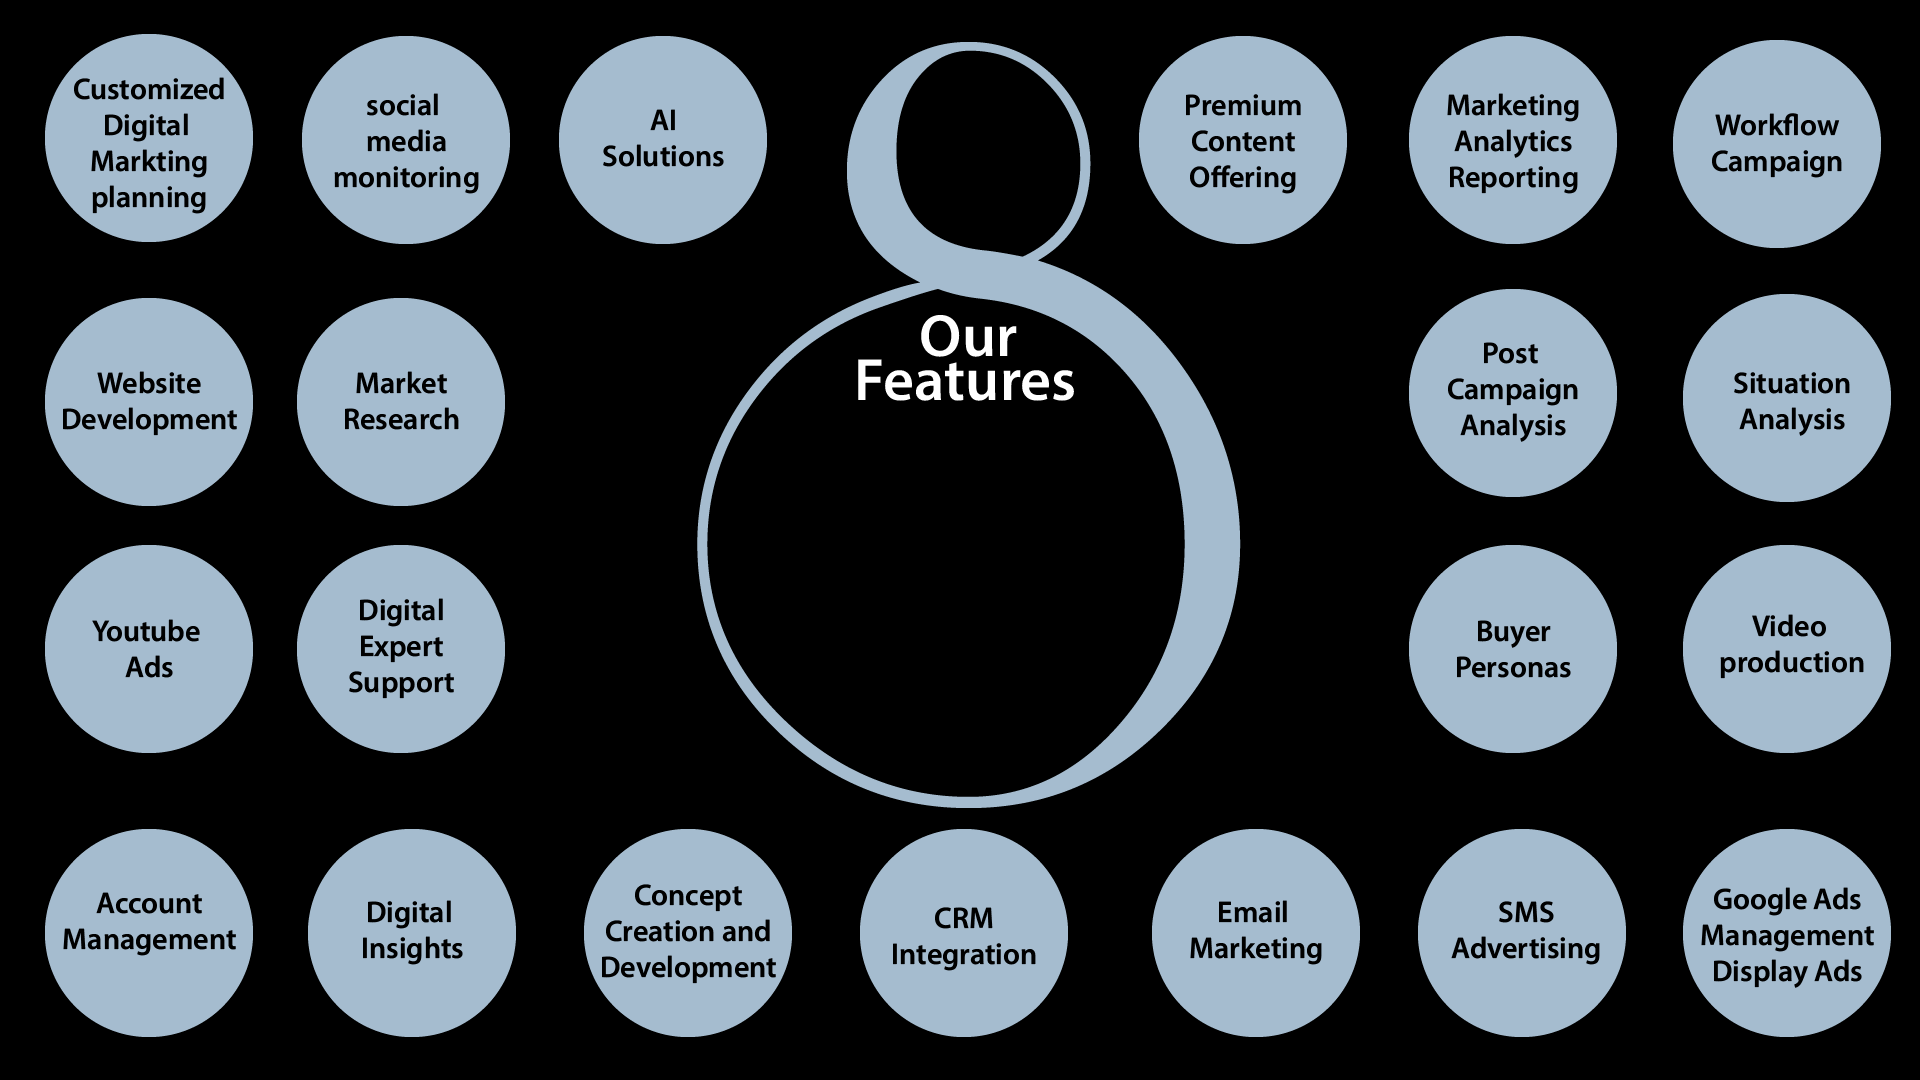 Customized
Digital
Markting
planning
social
media
monitoring
AI
Solutions
8
Premium
Content
Offering
Marketing
Analytics
Reporting
Workflow
Campaign
Website
Development
Market
Research
Our
Features
Post
Campaign
Analysis
Situation
Analysis
Youtube
Ads
Digital
Expert
Support
Buyer
Personas
Video
production
Account
Management
Digital
Insights
Concept
Creation and
Development
CRM
Integration
Email
Marketing
SMS
Advertising
Google Ads
Management
Display Ads